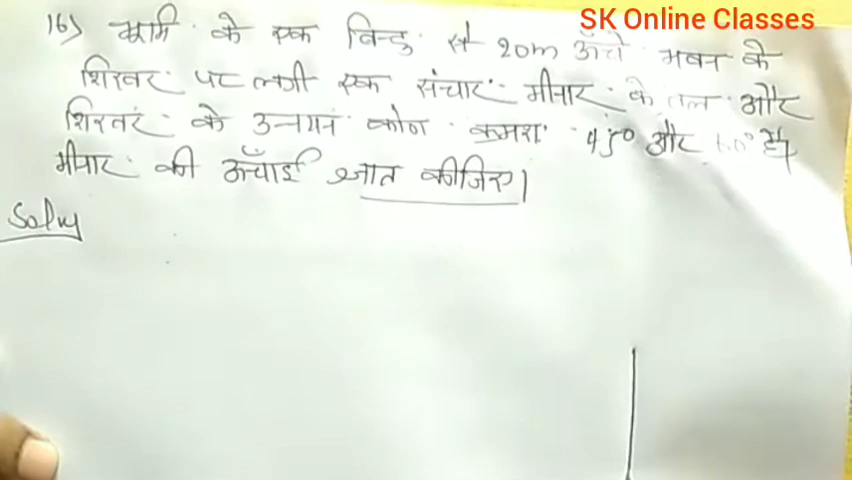 SK Online Classes
16) भूमि के एक बिन्दु से 20m ऊँचे भवन के
शिखर पर लगी एक संचार मीनार के तल और
शिखर के उन्नयन कोण क्रमश 45° और 60° है।
मीनार की ऊँचाई ज्ञात कीजिए।
Solny